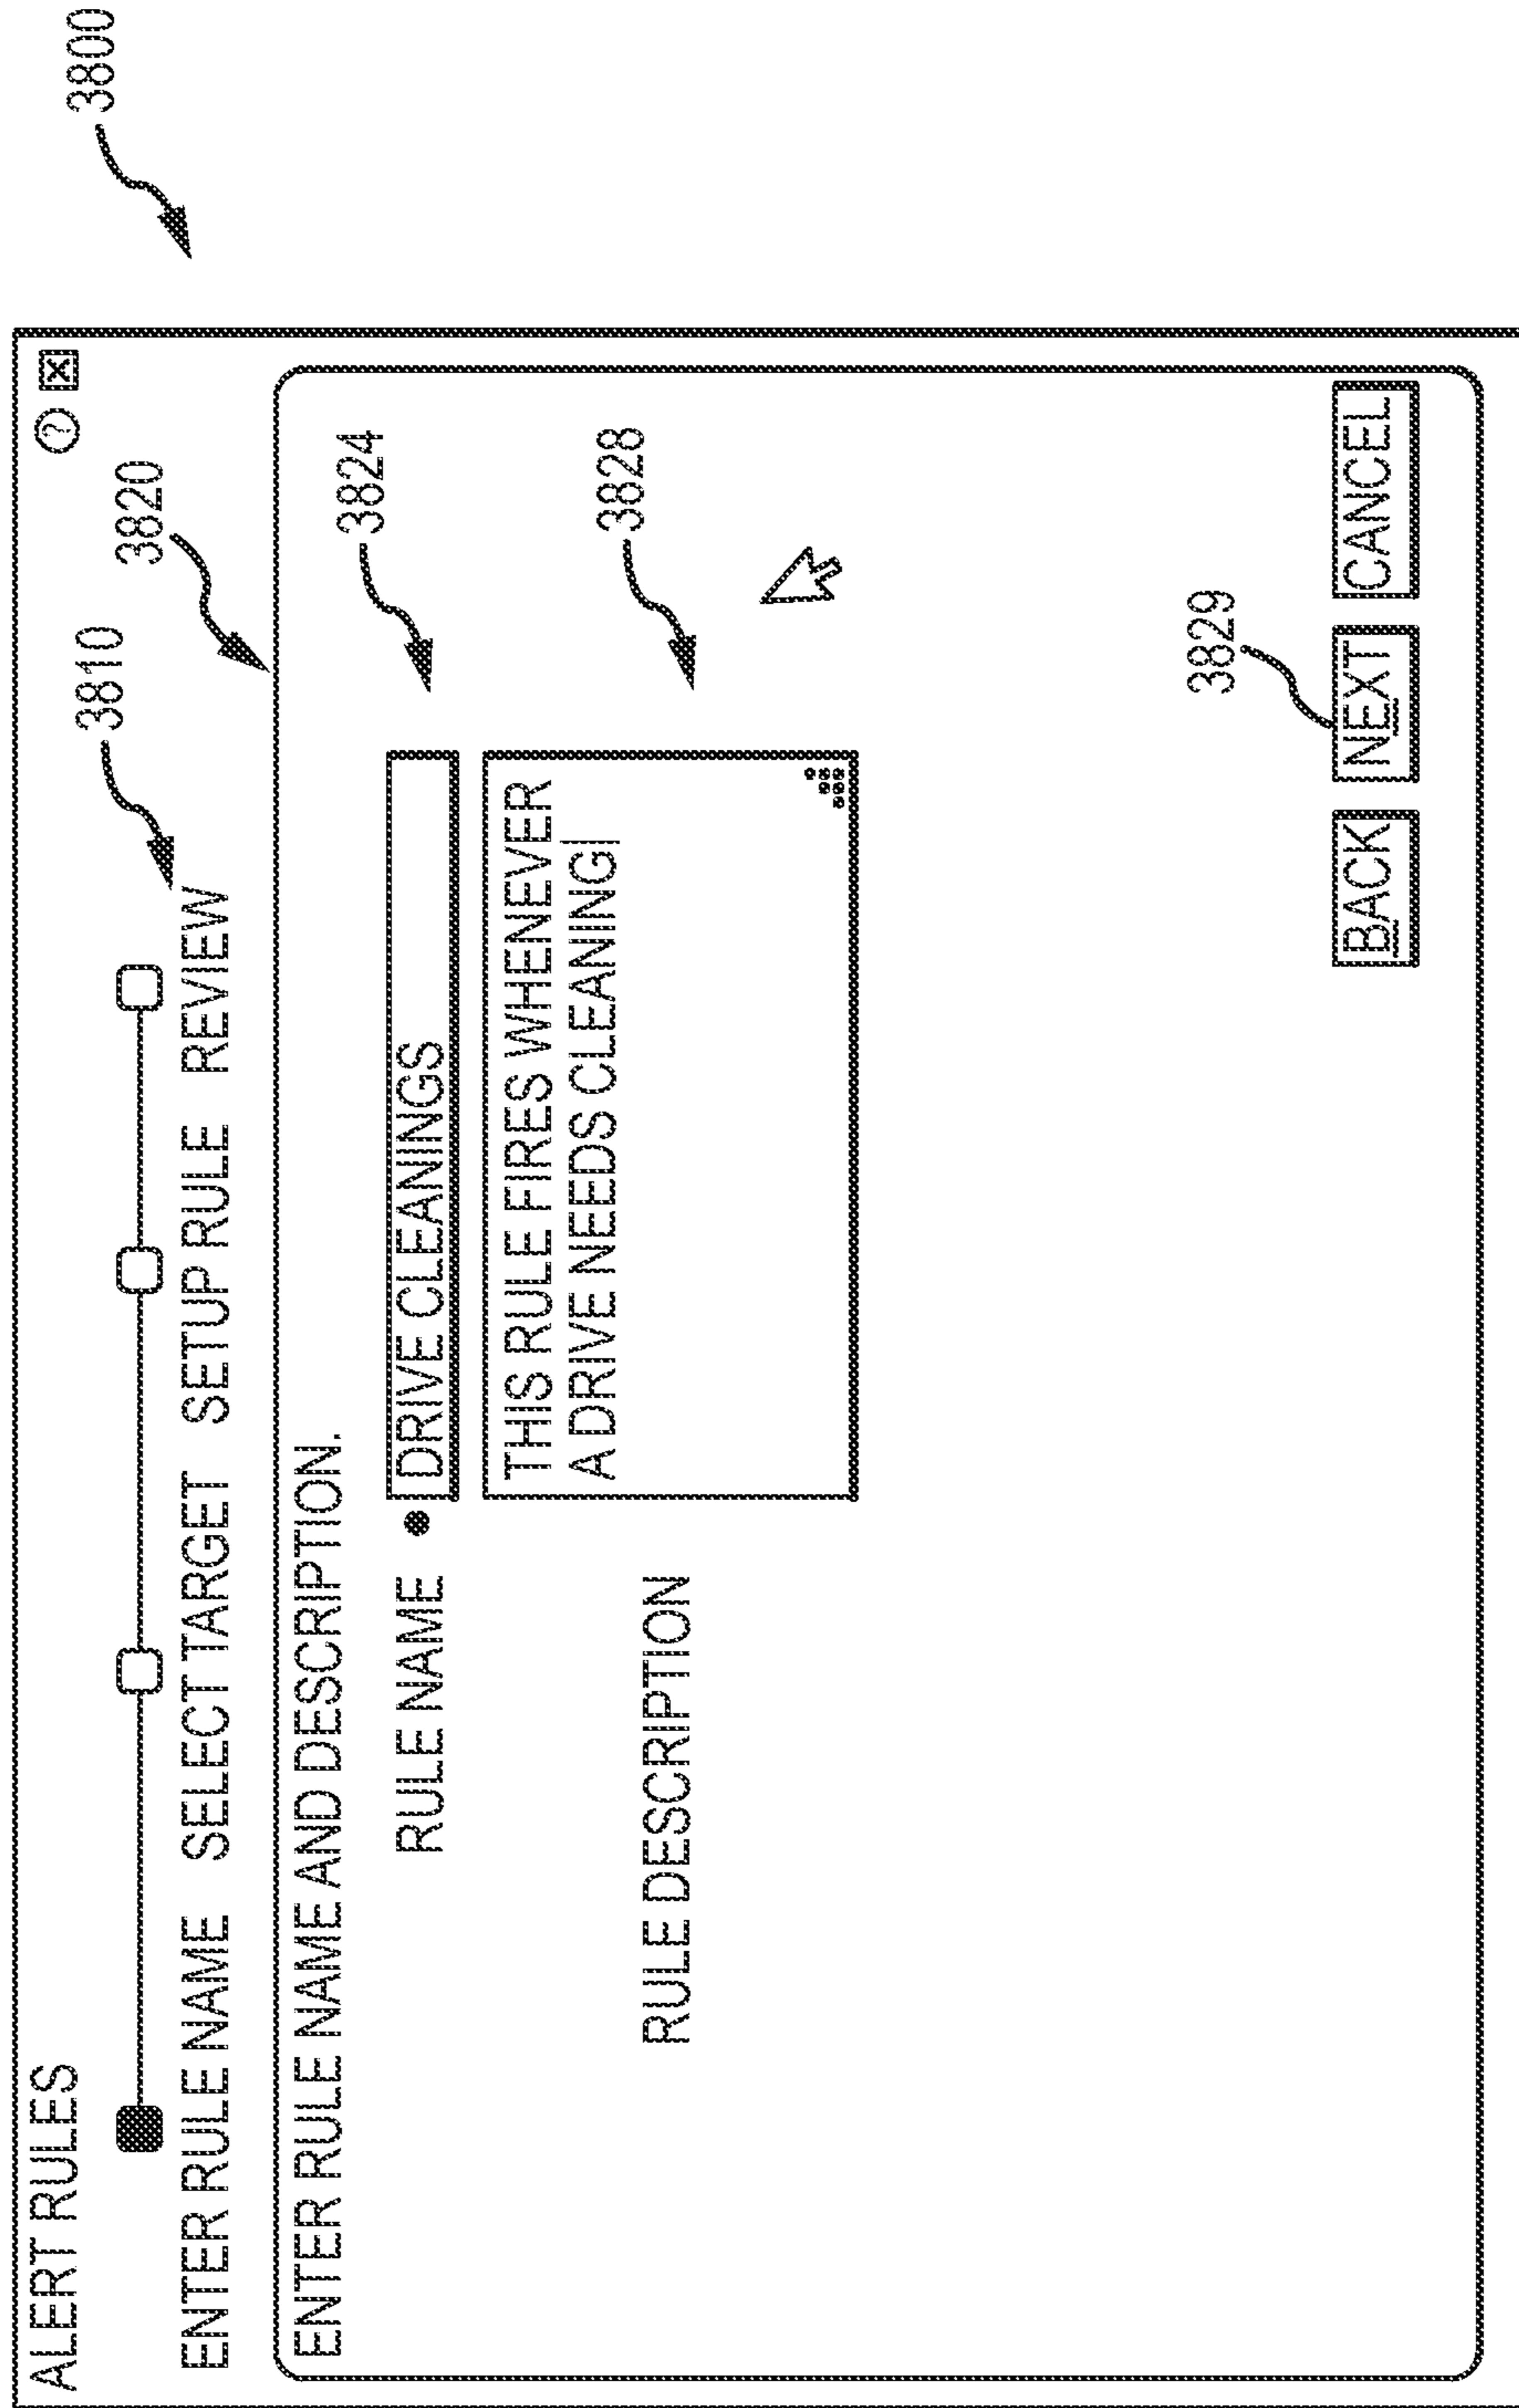 3800
ALERT RULES
? X
3810
3820
ENTER RULE NAME SELECT TARGET SETUP RULE REVIEW
ENTER RULE NAME AND DESCRIPTION.
3824
RULE NAME DRIVE CLEANINGS
3828
THIS RULE FIRES WHENEVER
A DRIVE NEEDS CLEANING
RULE DESCRIPTION
3829
BACK NEXT CANCEL